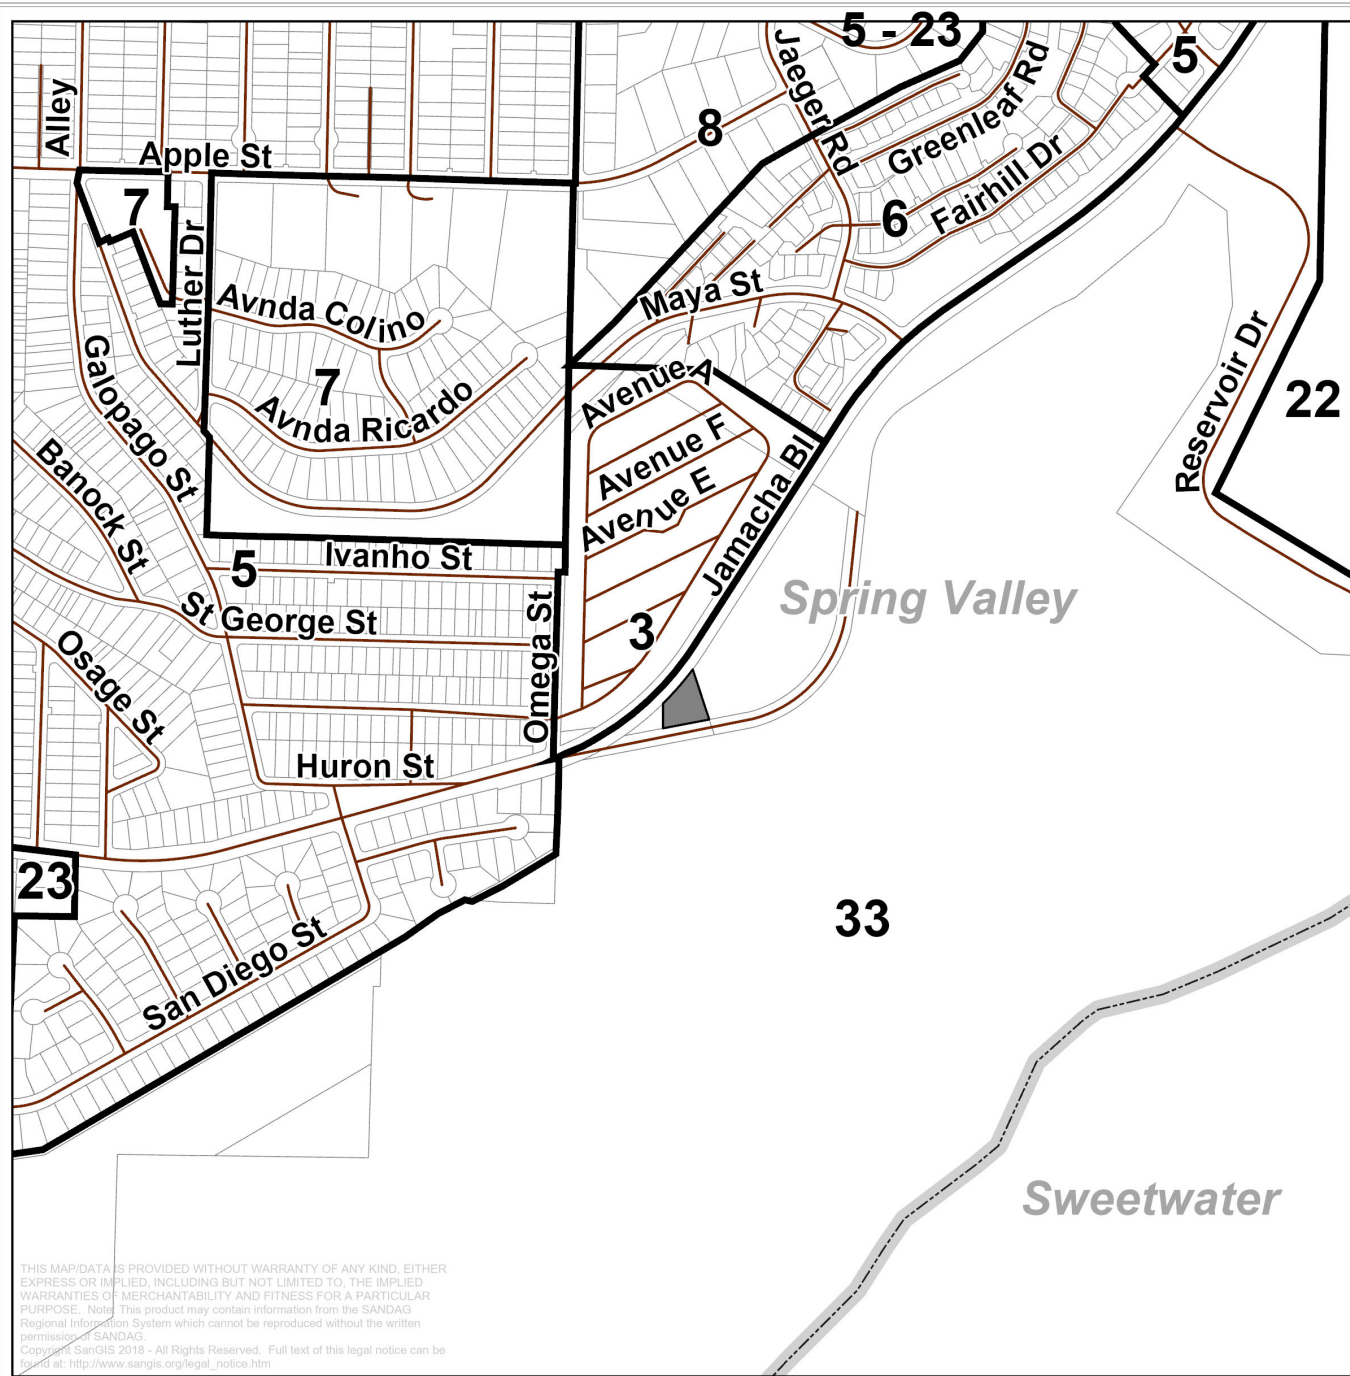 5 - 23
5
Jaeger Rd
Greenleaf Rd
Alley
8
Apple St
7
Fairhill Dr
6
Luther Dr
Maya St
Avnda Colino
Reservoir Dr
Galopago St
7
Avenue A
22
Avnda Ricardo
Avenue F
Banock St
Avenue E
Jamacha Bl
Ivanho St
5
Spring Valley
St George St
3
Omega St
Osage St
Huron St
23
33
San Diego St
Sweetwater
THIS MAP/DATA IS PROVIDED WITHOUT WARRANTY OF ANY KIND, EITHER
EXPRESS OR IMPLIED, INCLUDING BUT NOT LIMITED TO, THE IMPLIED
WARRANTIES OF MERCHANTABILITY AND FITNESS FOR A PARTICULAR
PURPOSE. Note: This product may contain information from the SANDAG
Regional Information System which cannot be reproduced without the written
permission of SANDAG.
Copyright SanGIS 2018 - All Rights Reserved. Full text of this legal notice can be
found at: http://www.sangis.org/legal_notice.htm